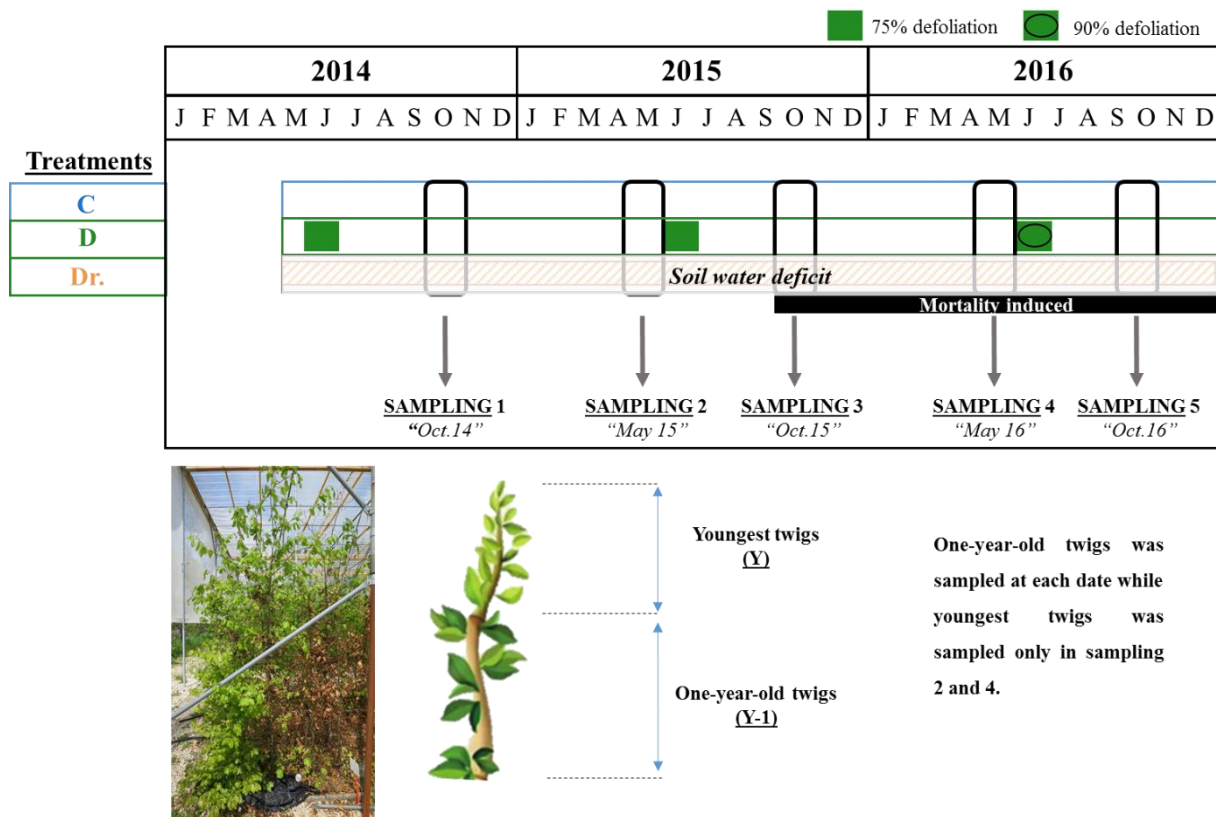 75% defoliation
90% defoliation
2014
2015
2016
J F M A M J J A S O N D
J F M A M J J A S O N D
J F M A M J J A S O N D
Treatments
C
D
Dr.
Soil water deficit
Mortality induced
SAMPLING 1
“Oct.14”
SAMPLING 2
“May 15”
SAMPLING 3
“Oct.15”
SAMPLING 4
“May 16”
SAMPLING 5
“Oct.16”
Youngest twigs
(Y)
One-year-old twigs
(Y-1)
One-year-old twigs was
sampled at each date while
youngest twigs was
sampled only in sampling
2 and 4.